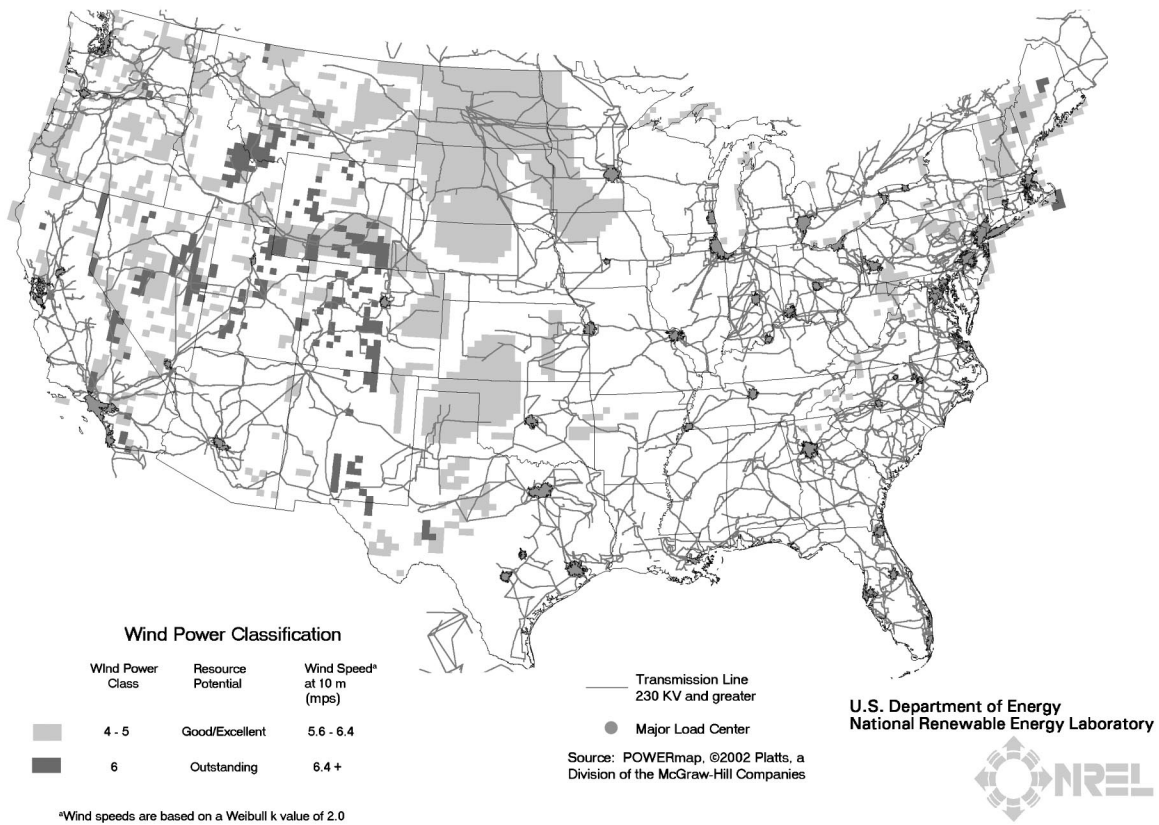 Wind Power Classification
Wind Power Class
Resource Potential
Wind Speedᵃ at 10 m (mps)
4 - 5 Good/Excellent 5.6 - 6.4
6 Outstanding 6.4 +
ᵃWind speeds are based on a Weibull k value of 2.0
Transmission Line
230 KV and greater
Major Load Center
Source: POWERmap, ©2002 Platts, a
Division of the McGraw-Hill Companies
U.S. Department of Energy
National Renewable Energy Laboratory
NREL